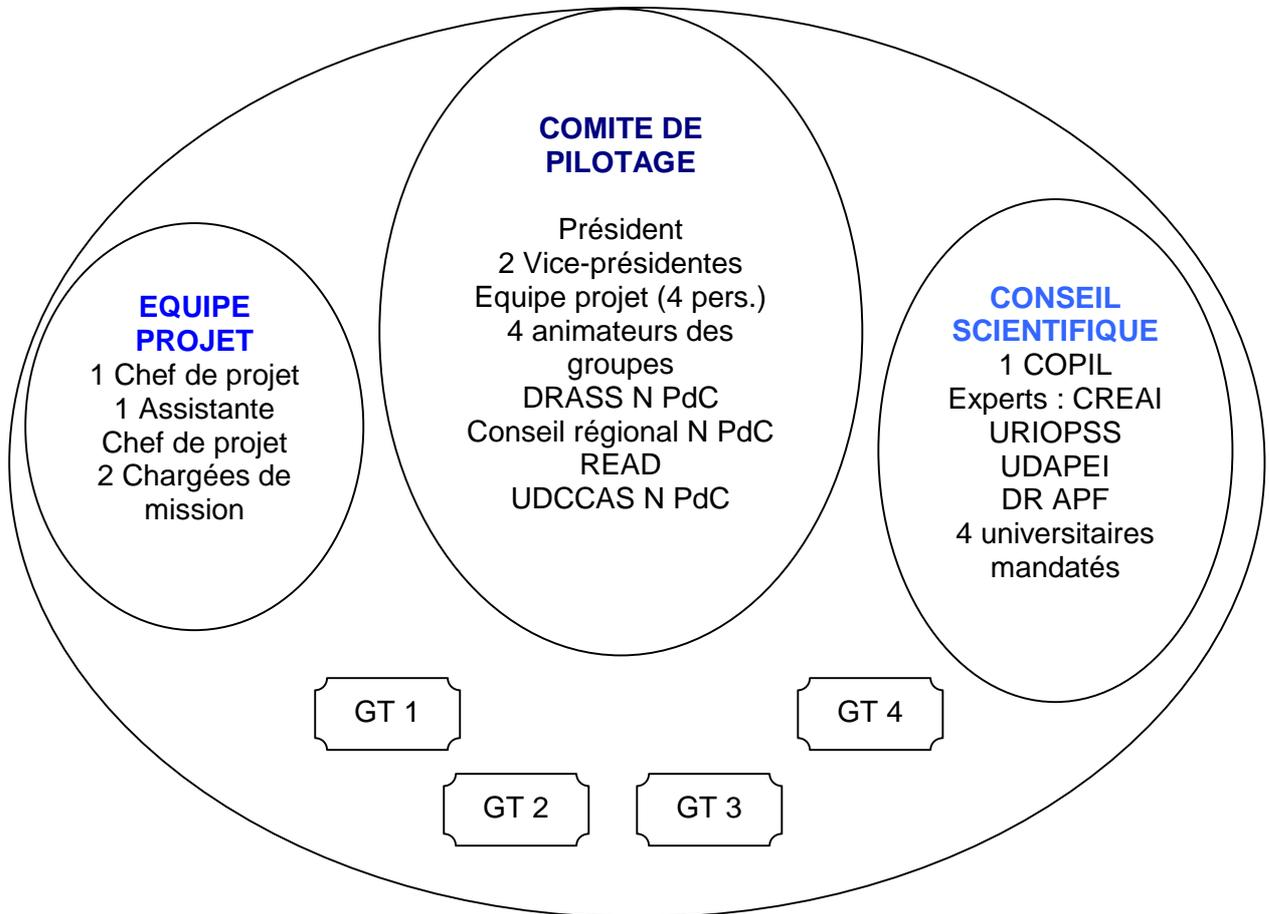 COMITE DE
PILOTAGE
Président
2 Vice-présidentes
Equipe projet (4 pers.)
4 animateurs des
groupes
DRASS N PdC
Conseil régional N PdC
READ
UDCCAS N PdC
EQUIPE
PROJET
1 Chef de projet
1 Assistante
Chef de projet
2 Chargées de
mission
CONSEIL
SCIENTIFIQUE
1 COPIL
Experts : CREAI
URIOPSS
UDAPEI
DR APF
4 universitaires
mandatés
GT 1
GT 2
GT 3
GT 4